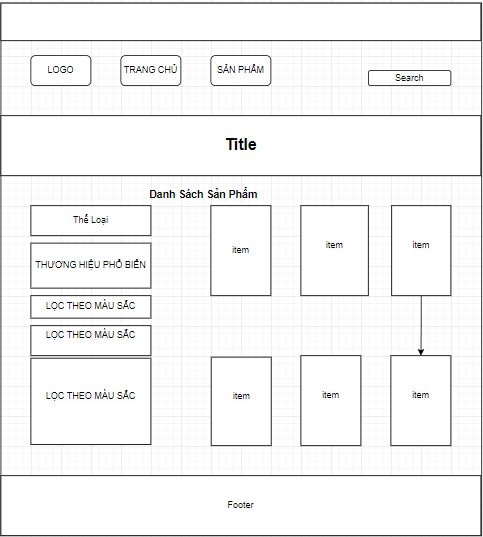 LOGO
TRANG CHỦ
SẢN PHẨM
Search
Title
Danh Sách Sản Phẩm
Thể Loại
THƯƠNG HIỆU PHỔ BIẾN
LỌC THEO MÀU SẮC
LỌC THEO MÀU SẮC
LỌC THEO MÀU SẮC
item
item
item
item
item
item
Footer